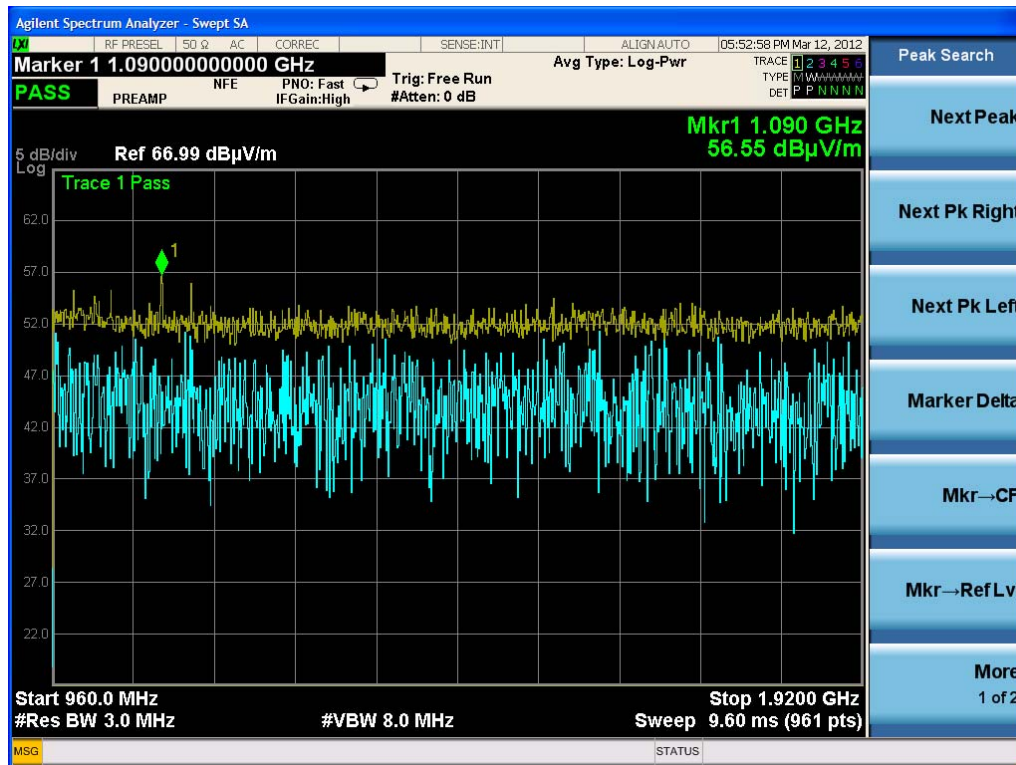 Agilent Spectrum Analyzer - Swept SA
LXI RF PRESEL 50 Ω AC CORREC SENSE:INT ALIGN AUTO 05:52:58 PM Mar 12, 2012
Marker 1 1.090000000000 GHz
PASS
PREAMP
NFE
PNO: Fast
IFGain:High
Trig: Free Run
#Atten: 0 dB
Avg Type: Log-Pwr
TRACE 1 2 3 4 5 6
TYPE M
DET P P N N N N
Mkr1 1.090 GHz
56.55 dBµV/m
5 dB/div Ref 66.99 dBµV/m
Log
Trace 1 Pass
1
62.0
57.0
52.0
47.0
42.0
37.0
32.0
27.0
22.0
Start 960.0 MHz Stop 1.9200 GHz
#Res BW 3.0 MHz #VBW 8.0 MHz Sweep 9.60 ms (961 pts)
MSG STATUS
Peak Search
Next Peak
Next Pk Right
Next Pk Left
Marker Delta
Mkr→CF
Mkr→Ref Lv
More
1 of 2